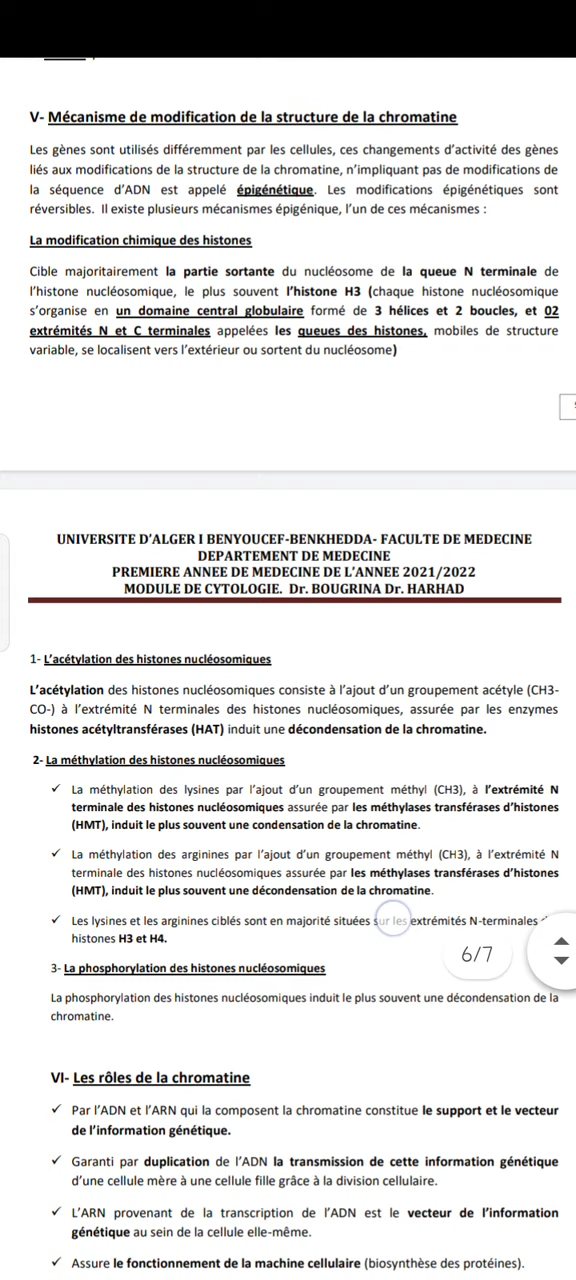 V- Mécanisme de modification de la structure de la chromatine
Les gènes sont utilisés différemment par les cellules, ces changements d'activité des gènes
liés aux modifications de la structure de la chromatine, n'impliquant pas de modifications de
la séquence d'ADN est appelé épigénétique. Les modifications épigénétiques sont
réversibles. Il existe plusieurs mécanismes épigénique, l'un de ces mécanismes :
La modification chimique des histones
Cible majoritairement la partie sortante du nucléosome de la queue N terminale de
l'histone nucléosomique, le plus souvent l'histone H3 (chaque histone nucléosomique
s'organise en un domaine central globulaire formé de 3 hélices et 2 boucles, et 02
extrémités N et C terminales appelées les queues des histones, mobiles de structure
variable, se localisent vers l'extérieur ou sortent du nucléosome)
UNIVERSITE D'ALGER I BENYOUCEF-BENKHEDDA- FACULTE DE MEDECINE
DEPARTEMENT DE MEDECINE
PREMIERE ANNEE DE MEDECINE DE L'ANNEE 2021/2022
MODULE DE CYTOLOGIE. Dr. BOUGRINA Dr. HARHAD
1- L'acétylation des histones nucléosomiques
L'acétylation des histones nucléosomiques consiste à l'ajout d'un groupement acétyle (CH3-
CO-) à l'extrémité N terminales des histones nucléosomiques, assurée par les enzymes
histones acétyltransférases (HAT) induit une décondensation de la chromatine.
2- La méthylation des histones nucléosomiques
✓ La méthylation des lysines par l'ajout d'un groupement méthyl (CH3), à l'extrémité N
terminale des histones nucléosomiques assurée par les méthylases transférases d'histones
(HMT), induit le plus souvent une condensation de la chromatine.
✓ La méthylation des arginines par l'ajout d'un groupement méthyl (CH3), à l'extrémité N
terminale des histones nucléosomiques assurée par les méthylases transférases d'histones
(HMT), induit le plus souvent une décondensation de la chromatine.
✓ Les lysines et les arginines ciblés sont en majorité situées sur les extrémités N-terminales
histones H3 et H4.
6/7
3- La phosphorylation des histones nucléosomiques
La phosphorylation des histones nucléosomiques induit le plus souvent une décondensation de la
chromatine.
VI- Les rôles de la chromatine
✓ Par l'ADN et l'ARN qui la composent la chromatine constitue le support et le vecteur
de l'information génétique.
✓ Garanti par duplication de l'ADN la transmission de cette information génétique
d'une cellule mère à une cellule fille grâce à la division cellulaire.
✓ L'ARN provenant de la transcription de l'ADN est le vecteur de l'information
génétique au sein de la cellule elle-même.
✓ Assure le fonctionnement de la machine cellulaire (biosynthèse des protéines).